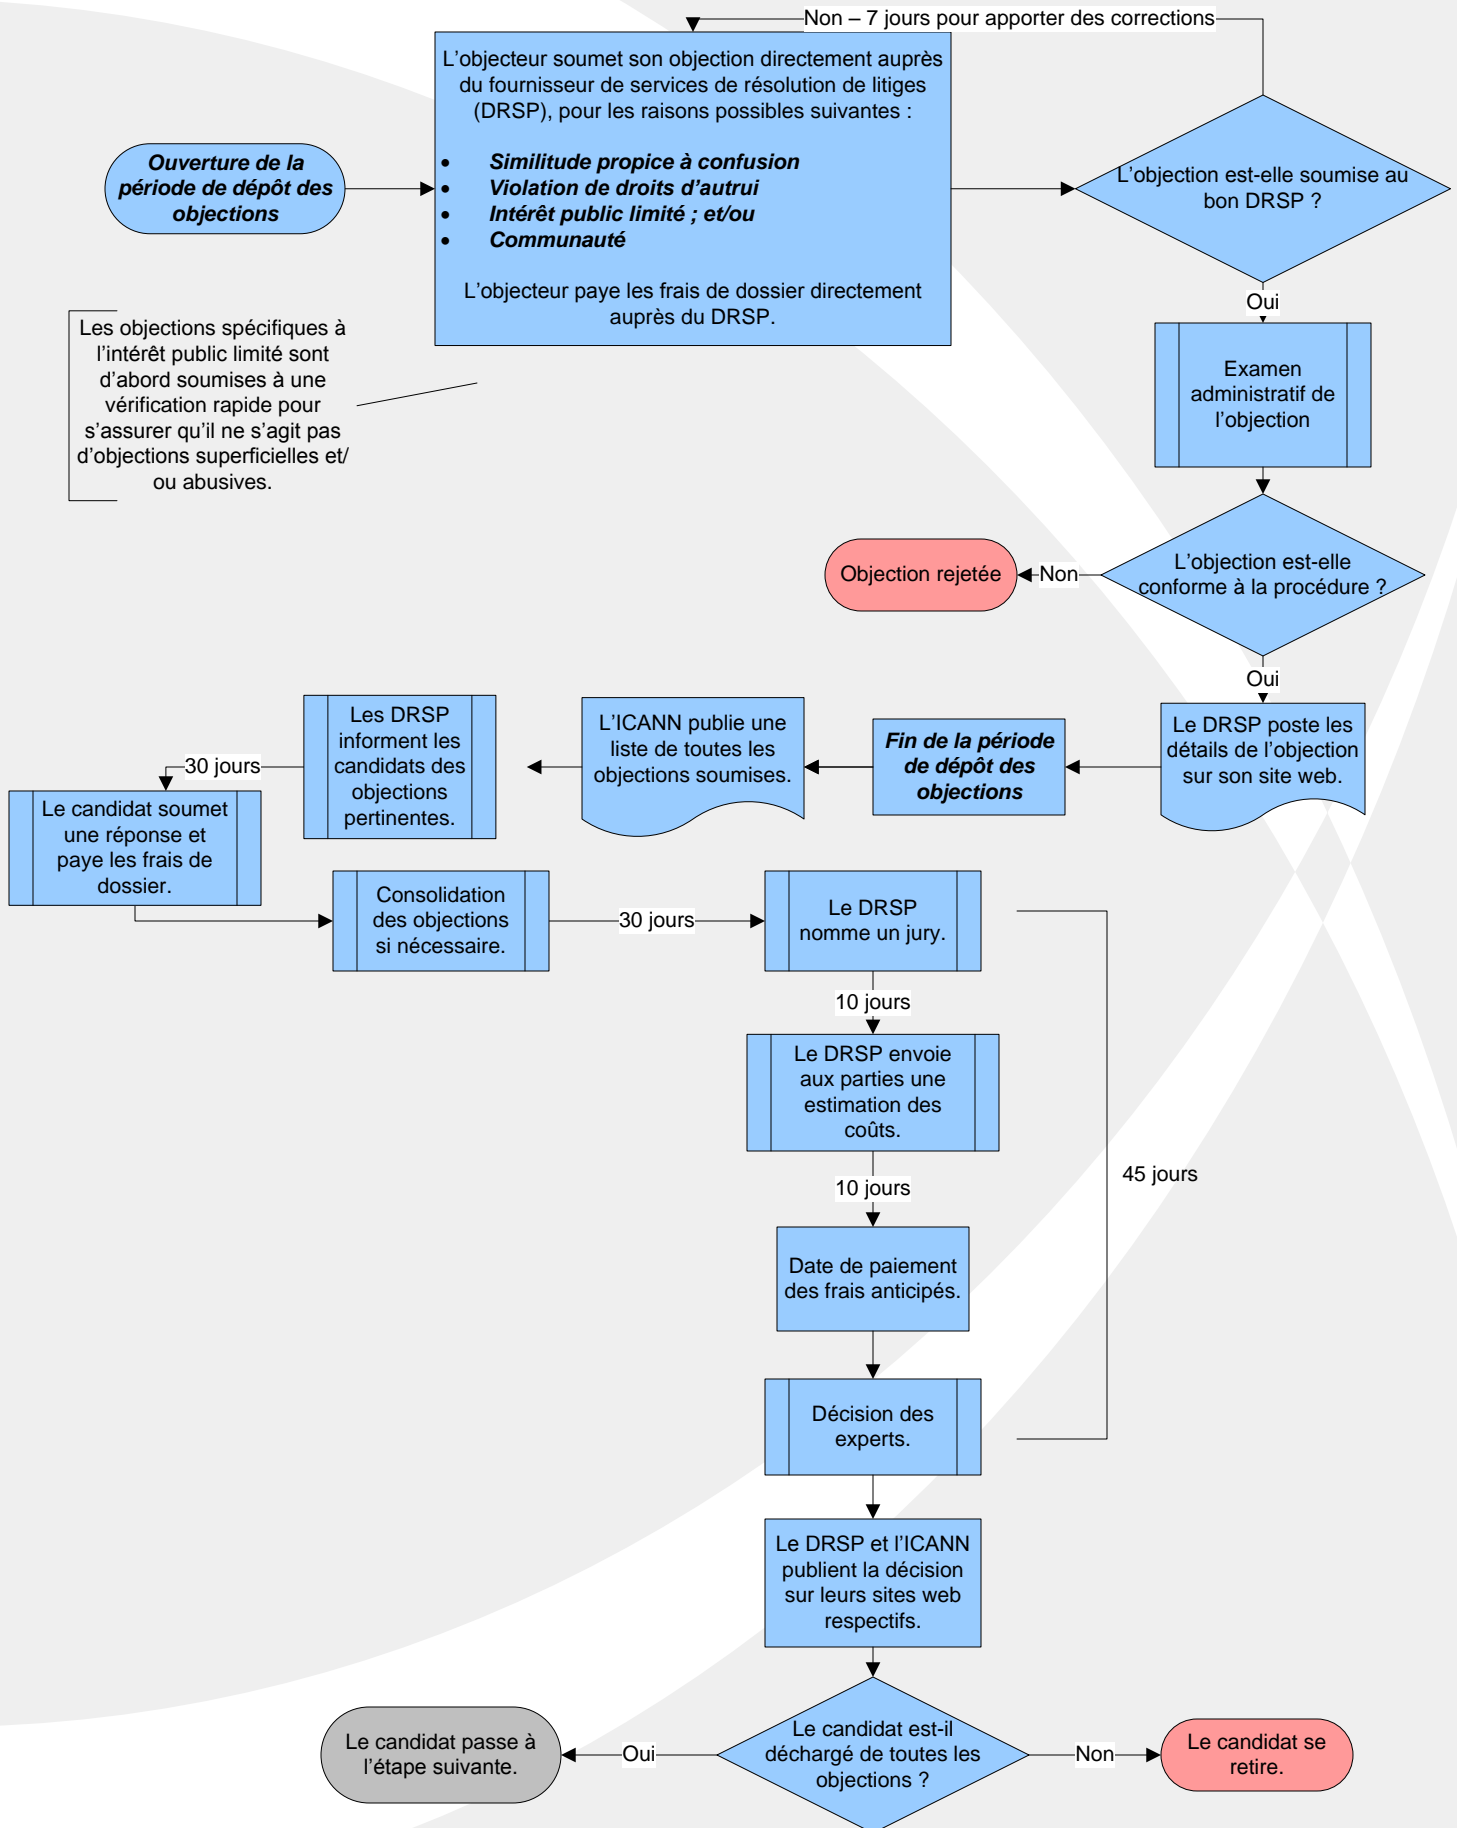 Non – 7 jours pour apporter des corrections
L’objecteur soumet son objection directement auprès
du fournisseur de services de résolution de litiges
(DRSP), pour les raisons possibles suivantes :
• Similitude propice à confusion
• Violation de droits d’autrui
• Intérêt public limité ; et/ou
• Communauté
L’objecteur paye les frais de dossier directement
auprès du DRSP.
Ouverture de la
période de dépôt des
objections
L’objection est-elle soumise au
bon DRSP ?
Oui
Les objections spécifiques à
l’intérêt public limité sont
d’abord soumises à une
vérification rapide pour
s’assurer qu’il ne s’agit pas
d’objections superficielles et/
ou abusives.
Examen
administratif de
l’objection
L’objection est-elle
conforme à la procédure ?
Non
Objection rejetée
Oui
Le DRSP poste les
détails de l’objection
sur son site web.
Fin de la période
de dépôt des
objections
L’ICANN publie une
liste de toutes les
objections soumises.
Les DRSP
informent les
candidats des
objections
pertinentes.
30 jours
Le candidat soumet
une réponse et
paye les frais de
dossier.
Consolidation
des objections
si nécessaire.
30 jours
Le DRSP
nomme un jury.
10 jours
Le DRSP envoie
aux parties une
estimation des
coûts.
10 jours
45 jours
Date de paiement
des frais anticipés.
Décision des
experts.
Le DRSP et l’ICANN
publient la décision
sur leurs sites web
respectifs.
Le candidat est-il
déchargé de toutes les
objections ?
Oui
Le candidat passe à
l’étape suivante.
Non
Le candidat se
retire.